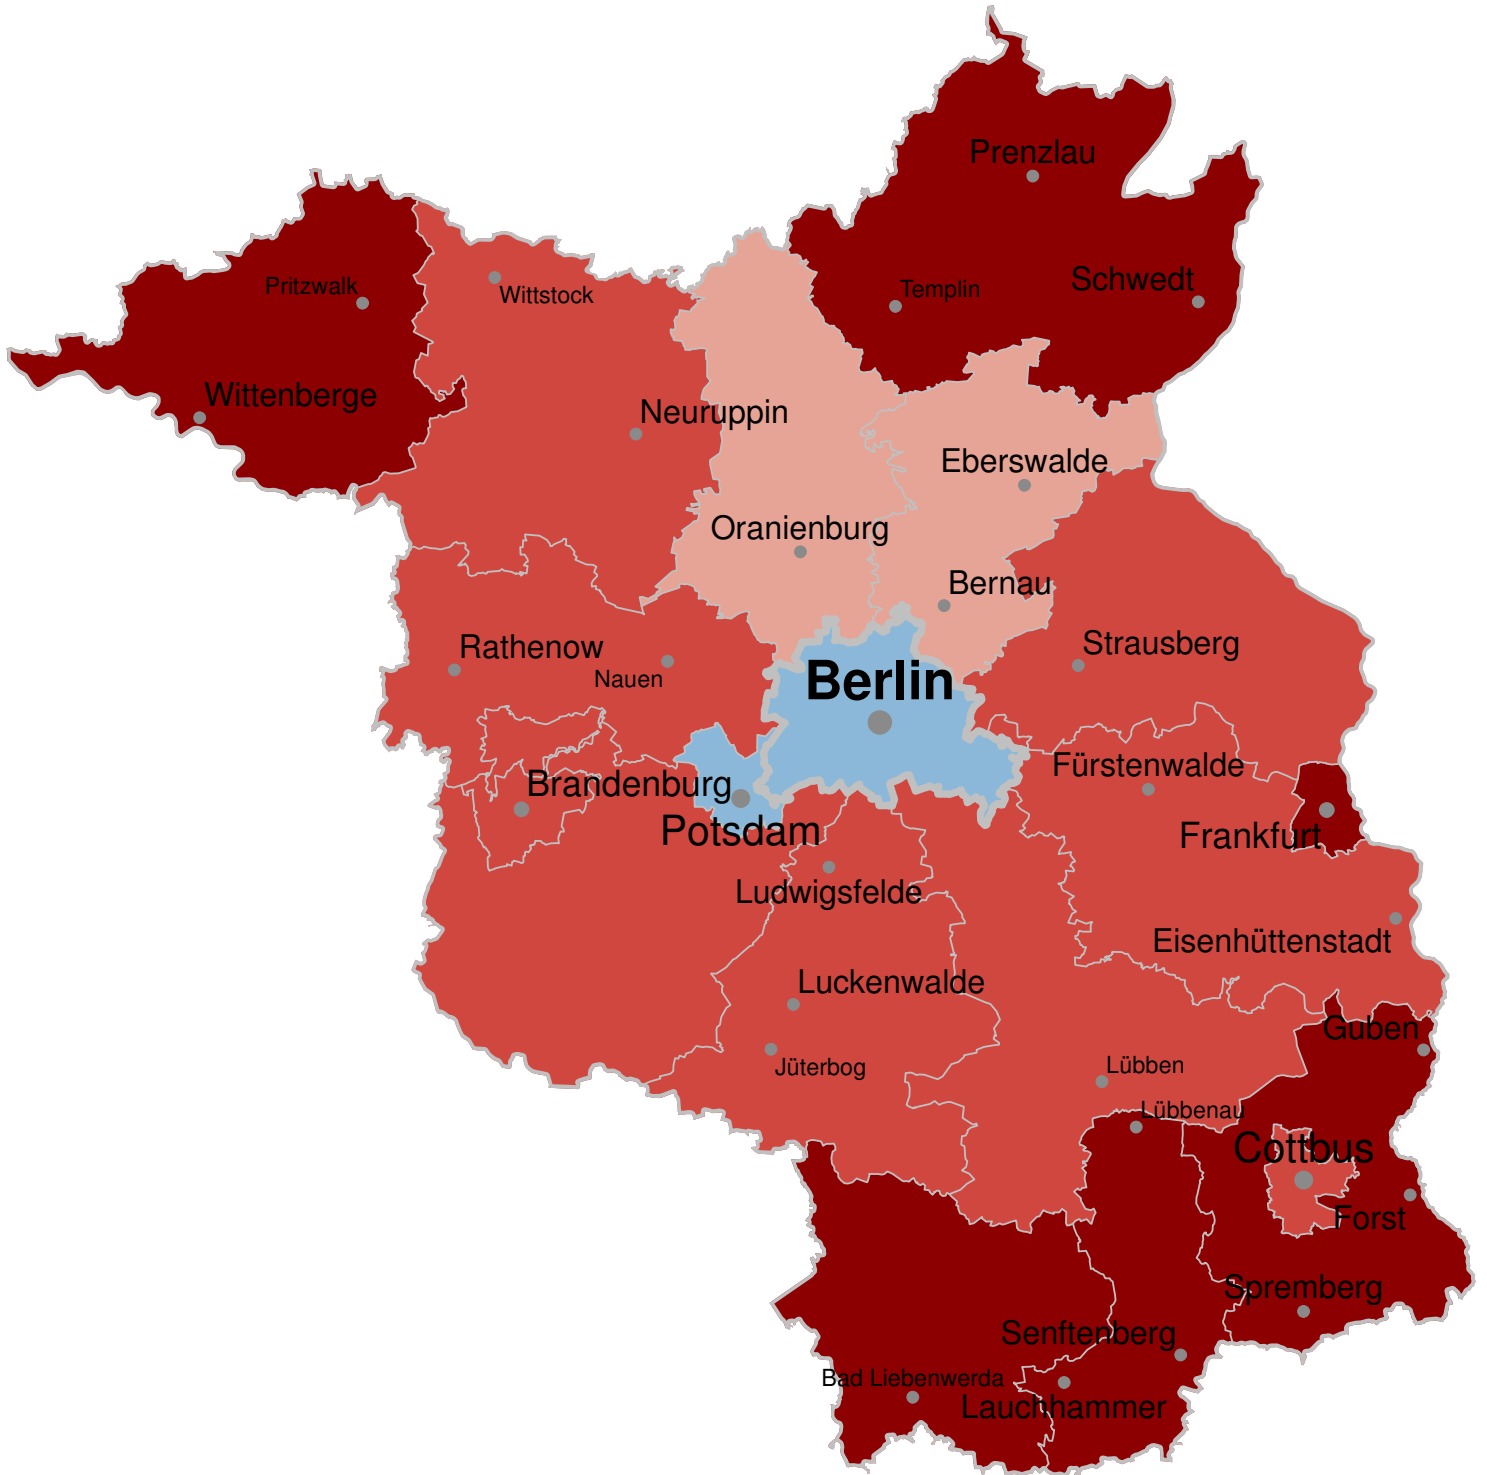 Prenzlau
Schwedt
Templin
Pritzwalk
Wittstock
Wittenberge
Neuruppin
Eberswalde
Oranienburg
Bernau
Strausberg
Rathenow
Nauen
Berlin
Fürstenwalde
Brandenburg
Potsdam
Frankfurt
Ludwigsfelde
Eisenhüttenstadt
Luckenwalde
Guben
Jüterbog
Lübben
Lübbenau
Cottbus
Forst
Spremberg
Senftenberg
Bad Liebenwerda
Lauchhammer